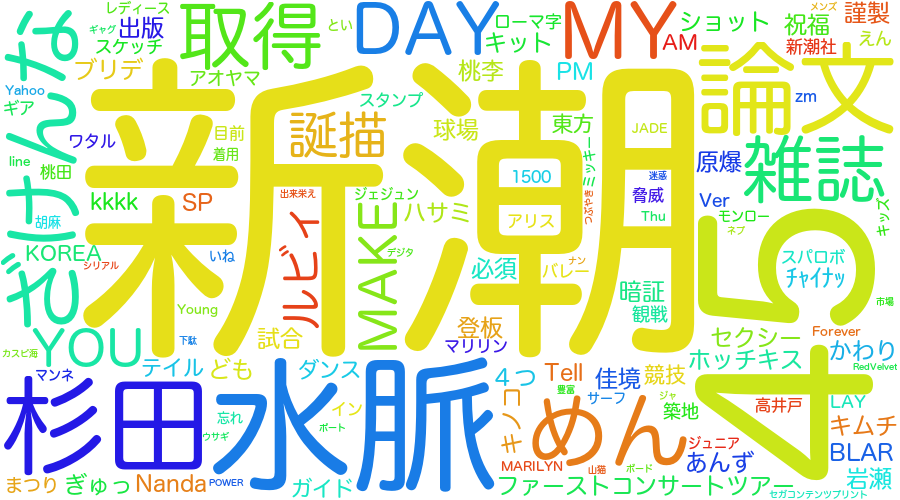 レディース 出版 取得 DAY MY ショット 祝福 謹製
ギャグ とい ローマ字 メンズ
スケッチ キット AM 新潮社 えん
ざけんな ブリデ アオヤマ 桃李 PM 論文
Yahoo スタンプ zm
ギア ワタル 目前 誕描 球場 東方 JADE
line 着用 ミッキー 原爆 雑誌
桃田 新潮 1500 迷惑
胡麻 kkkk SP 出来栄え ジェジュン ハサミ つぶやき 脅威 Ver キッズ
KOREA アリス Thu モンロー
シリアル いね ルビィ MAKE デジタ ネプ
必須 バレー ナン 暗証 45 スパロボ
Young 観戦 チャイナッ 市場
YOU 下駄 試合 登板 セクシー Forever かわり
カスピ海 マリリン ホッチキス RedVelvet
テイル ども ダンス 4つ Tell 佳境 競技
マンネ 杉田 水脈 豊富 サーフ ジャ
忘れ イン キノコ めん 築地 高井戸 LAY
ウサギ ボート ジュニア キムチ
MARILYN 山猫 ボード あんず BLAR
まつり ぎゅっ Nanda POWER ガイド ファーストコンサートツアー 岩瀬
セガコンテンツプリント